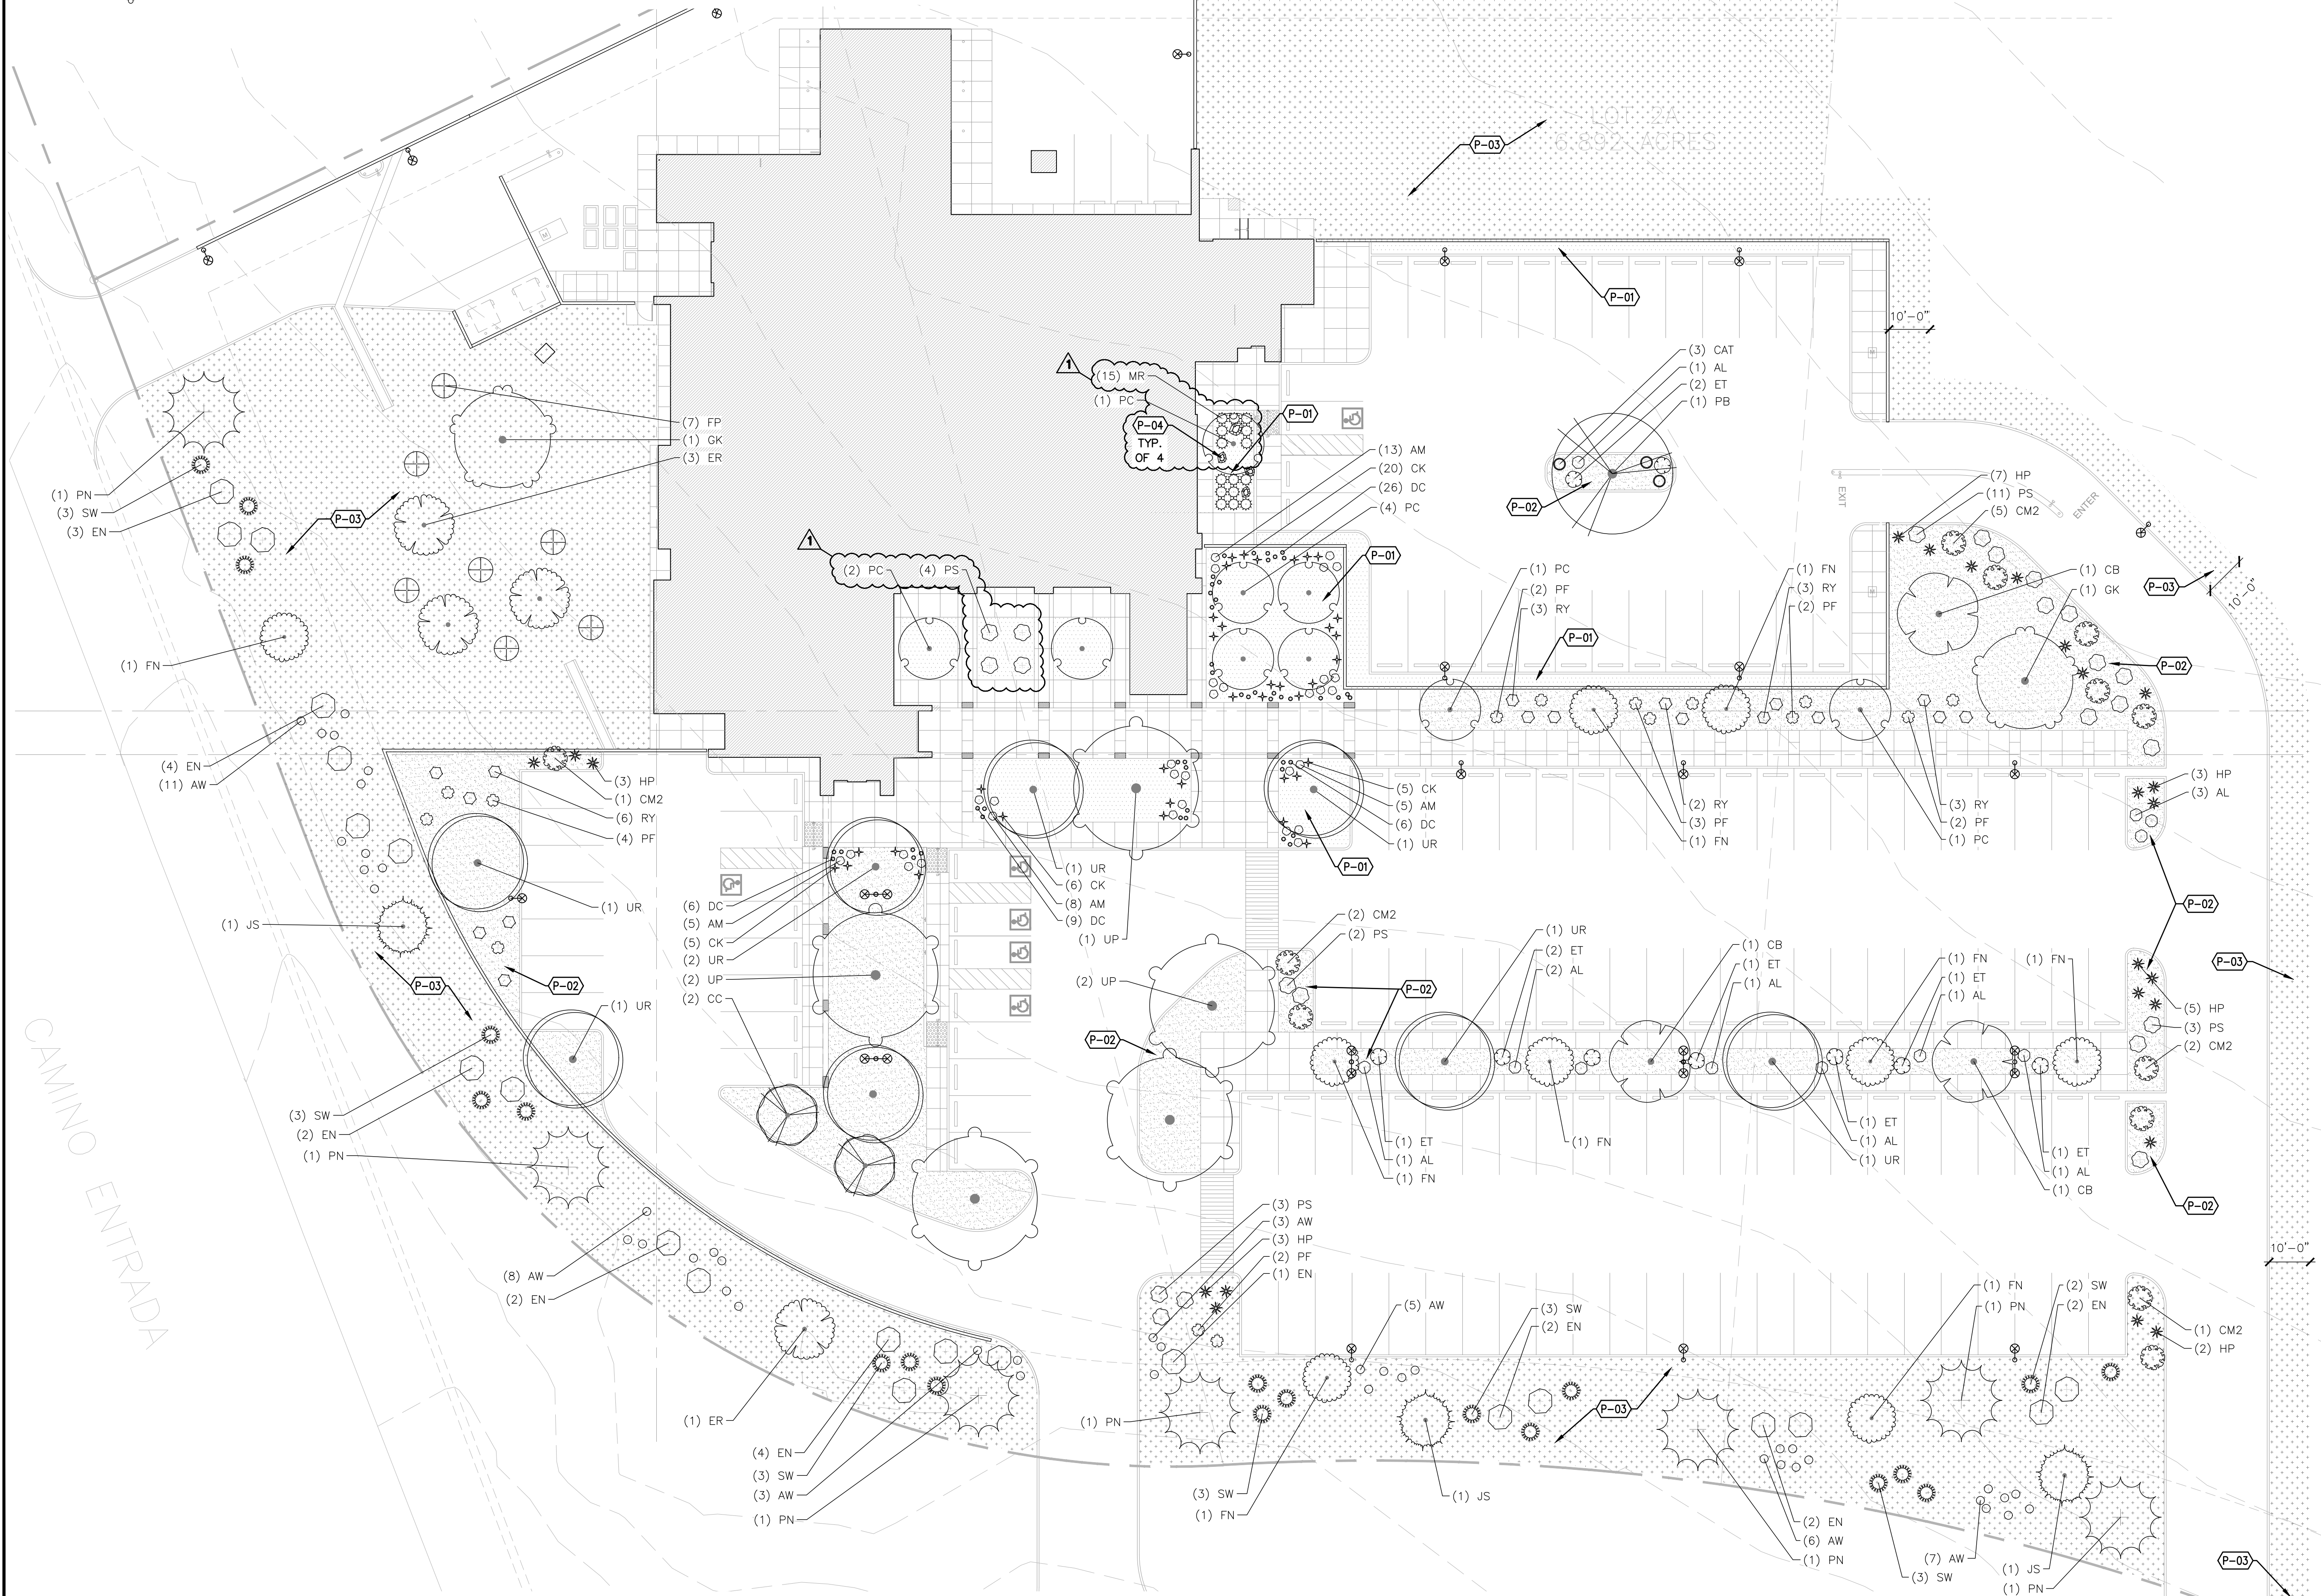 LOT 2A
6.892 ACRES
P-03
P-01
10'-0"
(3) CAT
(1) AL
(2) ET
(1) PB
P-02
1
(15) MR
(1) PC
P-04
TYP.
OF 4
P-01
(7) FP
(1) GK
(3) ER
(1) PN
(3) SW
(3) EN
P-03
(13) AM
(20) CK
(26) DC
(4) PC
P-01
(7) HP
(11) PS
(5) CM2
EXIT
ENTER
1
(2) PC
(4) PS
(1) PC
(2) PF
(3) RY
P-01
(1) FN
(3) RY
(2) PF
(1) CB
(1) GK
P-03
10'-0"
P-02
(1) FN
(4) EN
(11) AW
(3) HP
(1) CM2
(6) RY
(4) PF
(5) CK
(5) AM
(6) DC
(1) UR
P-01
(2) RY
(3) PF
(1) FN
(3) RY
(2) PF
(1) PC
(3) HP
(3) AL
P-02
(1) UR
(1) JS
(6) DC
(5) AM
(5) CK
(2) UR
(2) UP
(2) CC
(1) UR
(6) CK
(8) AM
(9) DC
(1) UP
(2) CM2
(2) PS
(1) UR
(2) ET
(2) AL
(1) CB
(1) ET
(1) AL
(1) FN
(1) ET
(1) AL
(1) FN
P-03
P-03
P-02
(2) UP
P-02
P-02
(5) HP
(3) PS
(2) CM2
(1) UR
CAMINO ENTRADA
(3) SW
(2) EN
(1) PN
(1) ET
(1) AL
(1) FN
(1) FN
(1) ET
(1) AL
(1) UR
(1) ET
(1) AL
(1) CB
P-02
10'-0"
(3) PS
(3) AW
(3) HP
(2) PF
(1) EN
(8) AW
(2) EN
(5) AW
(3) SW
(2) EN
(1) FN
(1) PN
(2) SW
(2) EN
(1) CM2
(2) HP
(1) ER
(1) PN
P-03
(4) EN
(3) SW
(3) AW
(1) PN
(3) SW
(1) FN
(1) JS
(2) EN
(6) AW
(1) PN
(7) AW
(3) SW
(1) JS
(1) PN
P-03
M
M
M